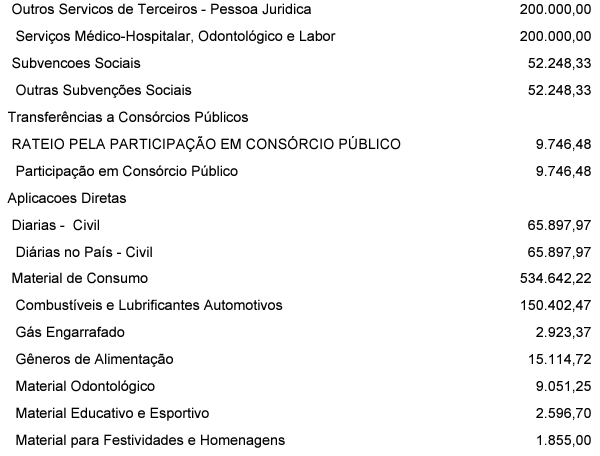 Outros Servicos de Terceiros - Pessoa Juridica 200.000,00
Serviços Médico-Hospitalar, Odontológico e Labor 200.000,00
Subvencoes Sociais 52.248,33
Outras Subvenções Sociais 52.248,33
Transferências a Consórcios Públicos
RATEIO PELA PARTICIPAÇÃO EM CONSÓRCIO PÚBLICO 9.746,48
Participação em Consórcio Público 9.746,48
Aplicacoes Diretas
Diarias - Civil 65.897,97
Diárias no País - Civil 65.897,97
Material de Consumo 534.642,22
Combustíveis e Lubrificantes Automotivos 150.402,47
Gás Engarrafado 2.923,37
Gêneros de Alimentação 15.114,72
Material Odontológico 9.051,25
Material Educativo e Esportivo 2.596,70
Material para Festividades e Homenagens 1.855,00